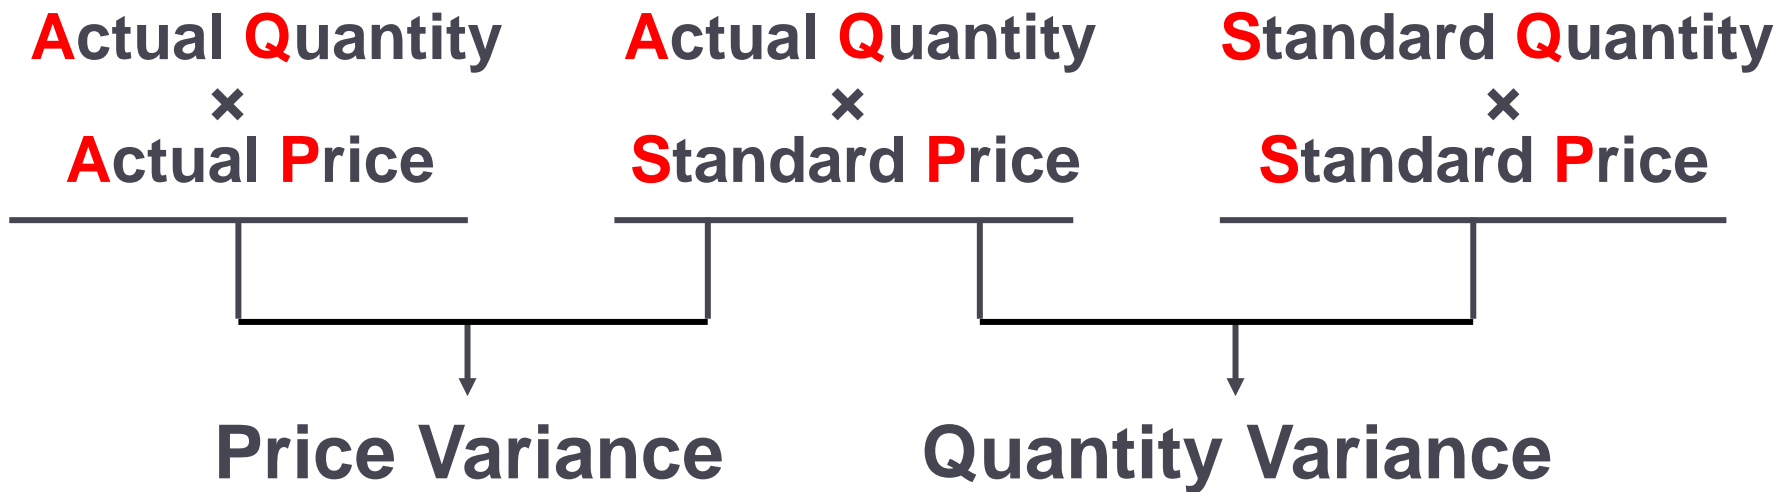 Actual Quantity
×
Actual Price
Actual Quantity
×
Standard Price
Standard Quantity
×
Standard Price
Price Variance
Quantity Variance